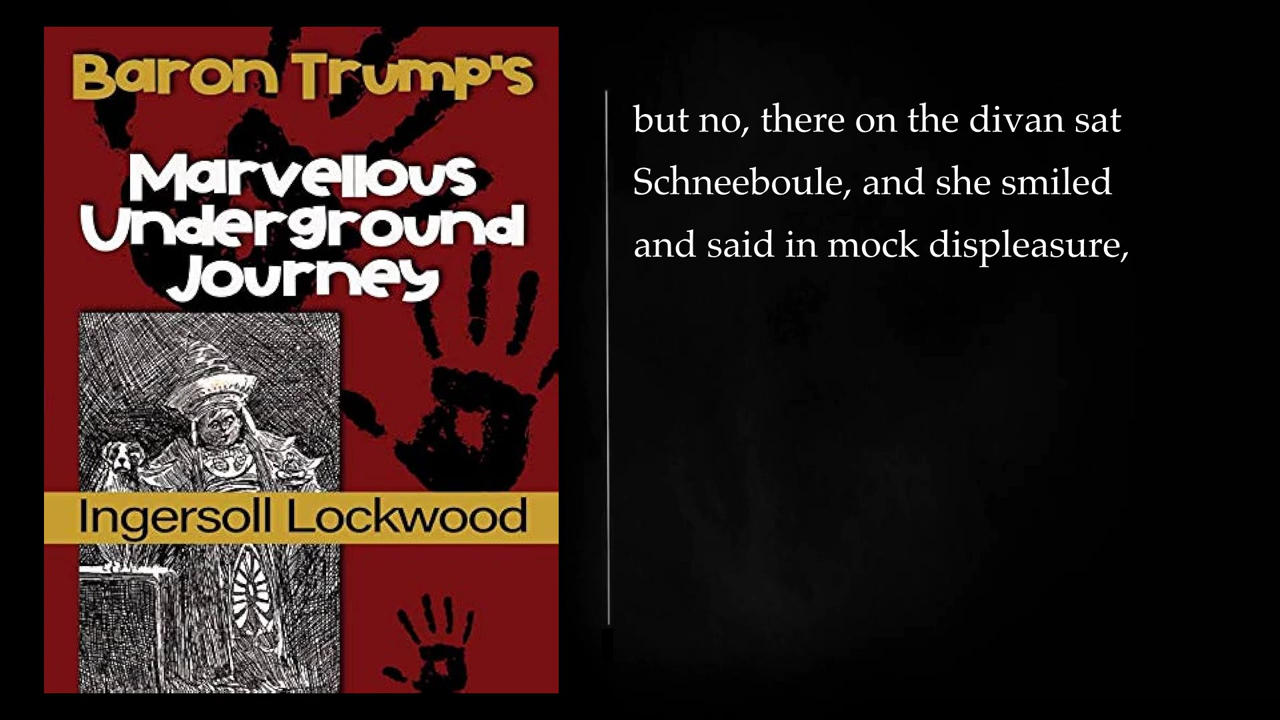 Baron Trump's
Marvellous
Underground
Journey
Ingersoll Lockwood
but no, there on the divan sat
Schneeboule, and she smiled
and said in mock displeasure,